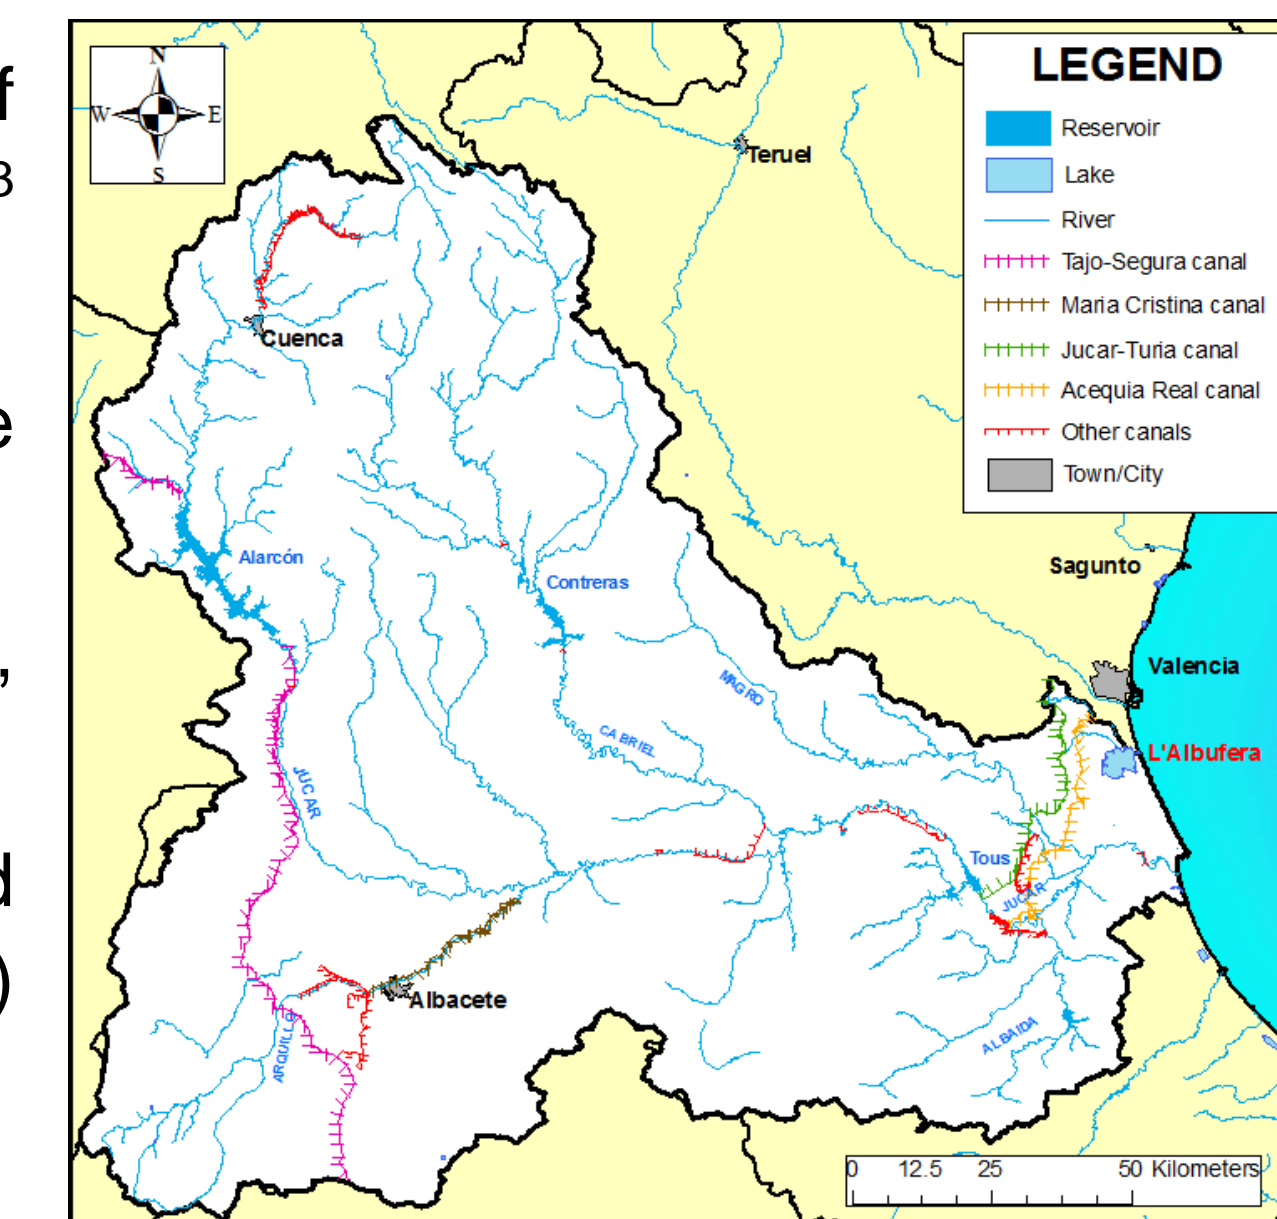 f
3
e
,
d
)
N
W
E
S
LEGEND
Reservoir
Lake
River
Tajo-Segura canal
Maria Cristina canal
Jucar-Turia canal
Acequia Real canal
Other canals
Town/City
Teruel
Cuenca
Alarcón
Contreras
Sagunto
Valencia
MAGRO
CABRIEL
L'Albufera
JUCAR
Tous
JUCAR
Albacete
ARQUILLO
ALBAIDA
0 12.5 25 50 Kilometers